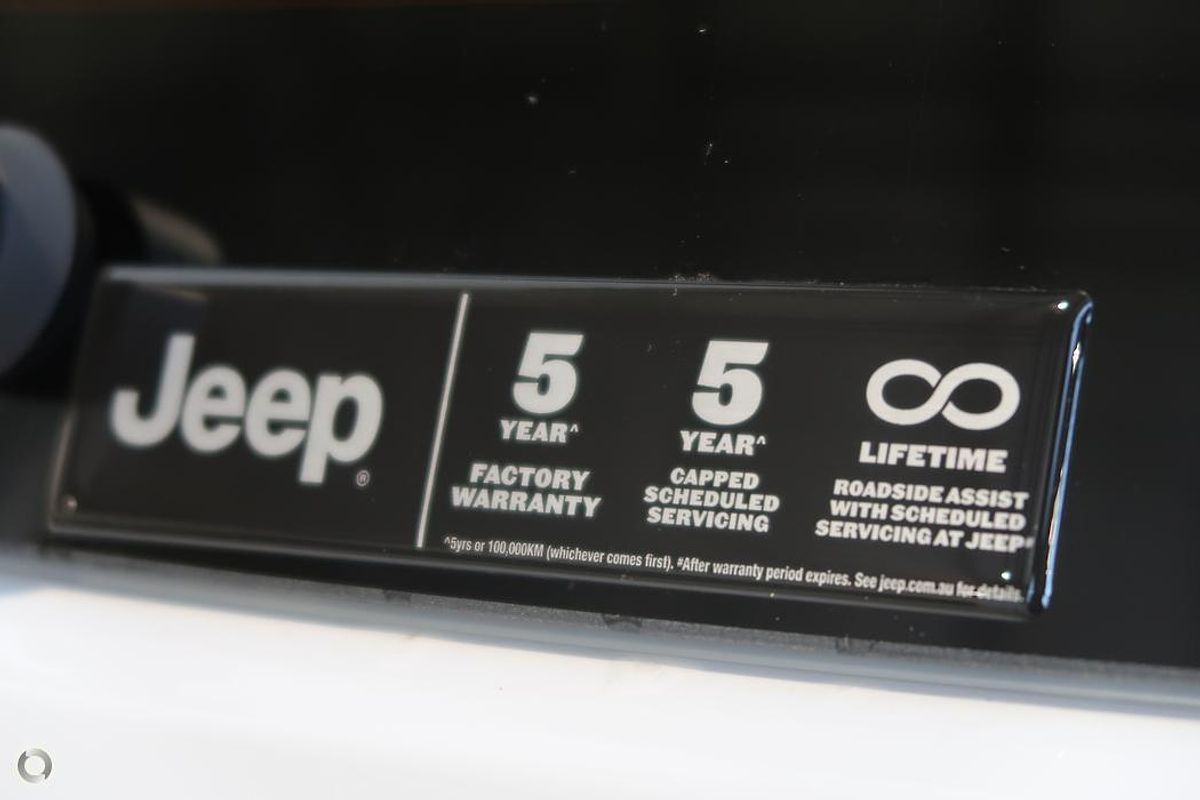 Jeep®
5
YEAR^
FACTORY
WARRANTY
5
YEAR^
CAPPED
SCHEDULED
SERVICING
∞
LIFETIME
ROADSIDE ASSIST
WITH SCHEDULED
SERVICING AT JEEP#
^5yrs or 100,000KM (whichever comes first). #After warranty period expires. See jeep.com.au for details.